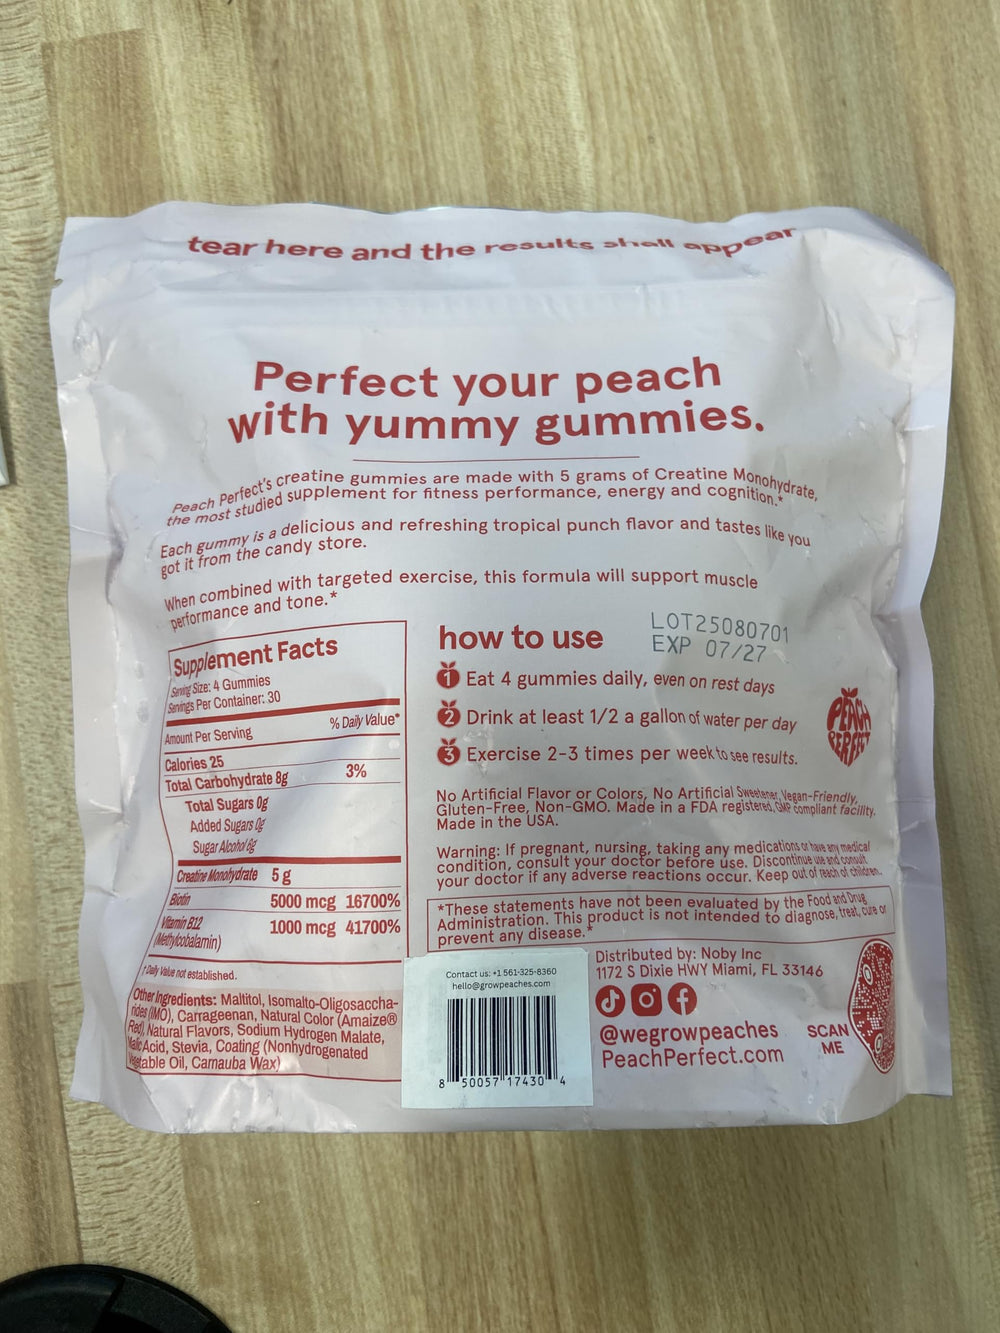 tear here and the results shall appear
Perfect your peach
with yummy gummies.
Peach Perfect's creatine gummies are made with 5 grams of Creatine Monohydrate,
the most studied supplement for fitness performance, energy and cognition.*
Each gummy is a delicious and refreshing tropical punch flavor and tastes like you
got it from the candy store.
When combined with targeted exercise, this formula will support muscle
performance and tone.*
Supplement Facts
Serving Size: 4 Gummies
Servings Per Container: 30
Amount Per Serving % Daily Value*
Calories 25
Total Carbohydrate 8g 3%
Total Sugars 0g
Added Sugars 0g
Sugar Alcohol 6g
Creatine Monohydrate 5 g
Biotin 5000 mcg 16700%
Vitamin B12 1000 mcg 41700%
(Methylcobalamin)
* Daily Value not established.
Other Ingredients: Maltitol, Isomalto-Oligosaccha-
rides (IMO), Carrageenan, Natural Color (Amaize®
Red), Natural Flavors, Sodium Hydrogen Malate,
Malic Acid, Stevia, Coating (Nonhydrogenated
Vegetable Oil, Carnauba Wax)
how to use
LOT25080701
EXP 07/27
1 Eat 4 gummies daily, even on rest days
2 Drink at least 1/2 a gallon of water per day
3 Exercise 2-3 times per week to see results.
PEACH
PERFECT
No Artificial Flavor or Colors, No Artificial Sweetener, Vegan-Friendly,
Gluten-Free, Non-GMO. Made in a FDA registered, GMP compliant facility.
Made in the USA.
Warning: If pregnant, nursing, taking any medications or have any medical
condition, consult your doctor before use. Discontinue use and consult
your doctor if any adverse reactions occur. Keep out of reach of children.
*These statements have not been evaluated by the Food and Drug
Administration. This product is not intended to diagnose, treat, cure or
prevent any disease.*
Contact us: +1 561-325-8360
hello@growpeaches.com
8 50057 17430 4
Distributed by: Noby Inc
1172 S Dixie HWY Miami, FL 33146
@wegrowpeaches
PeachPerfect.com
SCAN
ME